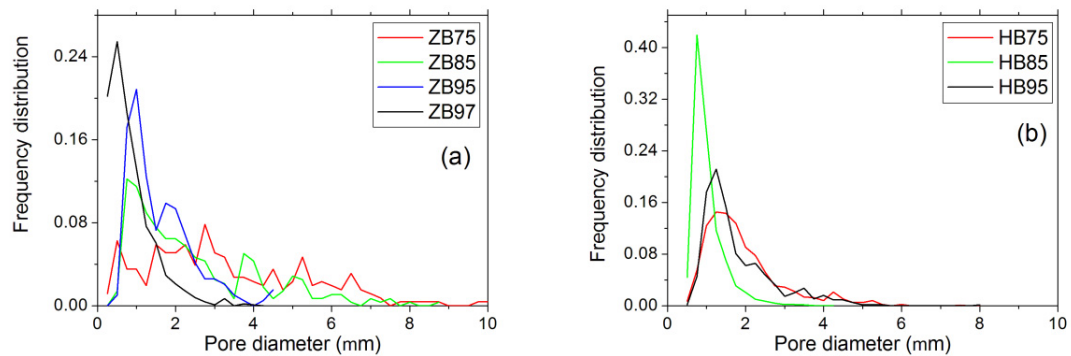 Frequency distribution
0.24
0.16
0.08
0.00
0 2 4 6 8 10
Pore diameter (mm)
ZB75
ZB85
ZB95
ZB97
(a)
Frequency distribution
0.40
0.32
0.24
0.16
0.08
0.00
0 2 4 6 8 10
Pore diameter (mm)
HB75
HB85
HB95
(b)